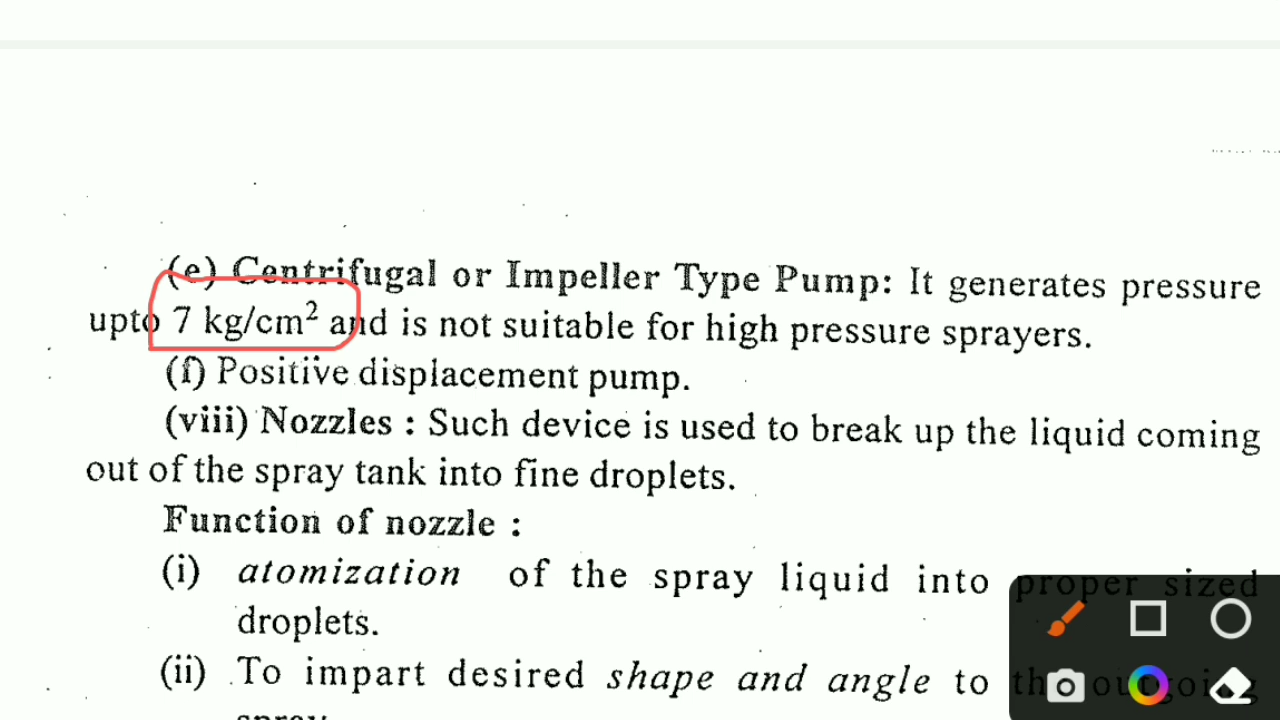 (e) Centrifugal or Impeller Type Pump: It generates pressure
upto 7 kg/cm² and is not suitable for high pressure sprayers.
(f) Positive displacement pump.
(viii) Nozzles : Such device is used to break up the liquid coming
out of the spray tank into fine droplets.
Function of nozzle :
(i) atomization of the spray liquid into proper sized
droplets.
(ii) To impart desired shape and angle to the outgoing
spray